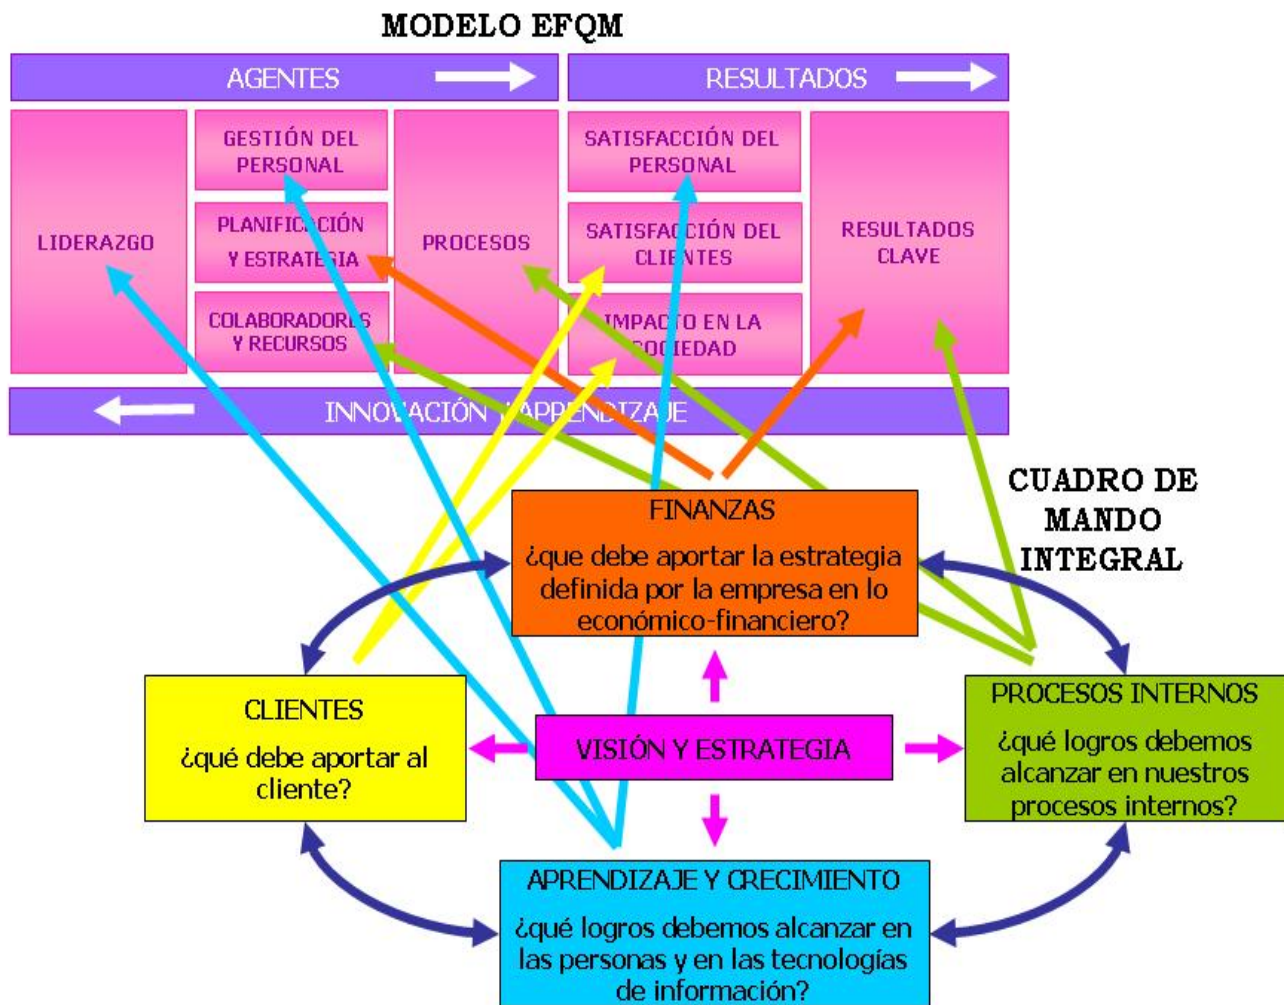 MODELO EFQM
AGENTES
RESULTADOS
LIDERAZGO
GESTIÓN DEL
PERSONAL
PLANIFICACIÓN
Y ESTRATEGIA
COLABORADORES
Y RECURSOS
PROCESOS
SATISFACCIÓN DEL
PERSONAL
SATISFACCIÓN DEL
CLIENTES
IMPACTO EN LA
SOCIEDAD
RESULTADOS
CLAVE
INNOVACIÓN Y APRENDIZAJE
CUADRO DE
MANDO
INTEGRAL
FINANZAS
¿que debe aportar la estrategia
definida por la empresa en lo
económico-financiero?
CLIENTES
¿qué debe aportar al
cliente?
VISIÓN Y ESTRATEGIA
PROCESOS INTERNOS
¿qué logros debemos
alcanzar en nuestros
procesos internos?
APRENDIZAJE Y CRECIMIENTO
¿qué logros debemos alcanzar en
las personas y en las tecnologías
de información?